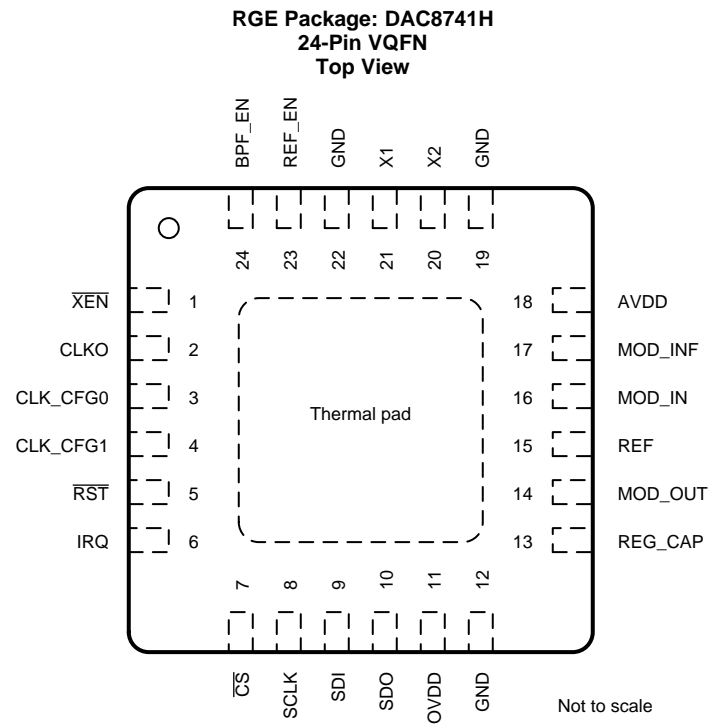 RGE Package: DAC8741H
24-Pin VQFN
Top View
BPF_EN
REF_EN
GND
X1
X2
GND
24
23
22
21
20
19
X̅E̅N̅ 1
CLKO 2
CLK_CFG0 3
CLK_CFG1 4
R̅S̅T̅ 5
IRQ 6
Thermal pad
18 AVDD
17 MOD_INF
16 MOD_IN
15 REF
14 MOD_OUT
13 REG_CAP
7
8
9
10
11
12
C̅S̅
SCLK
SDI
SDO
OVDD
GND
Not to scale